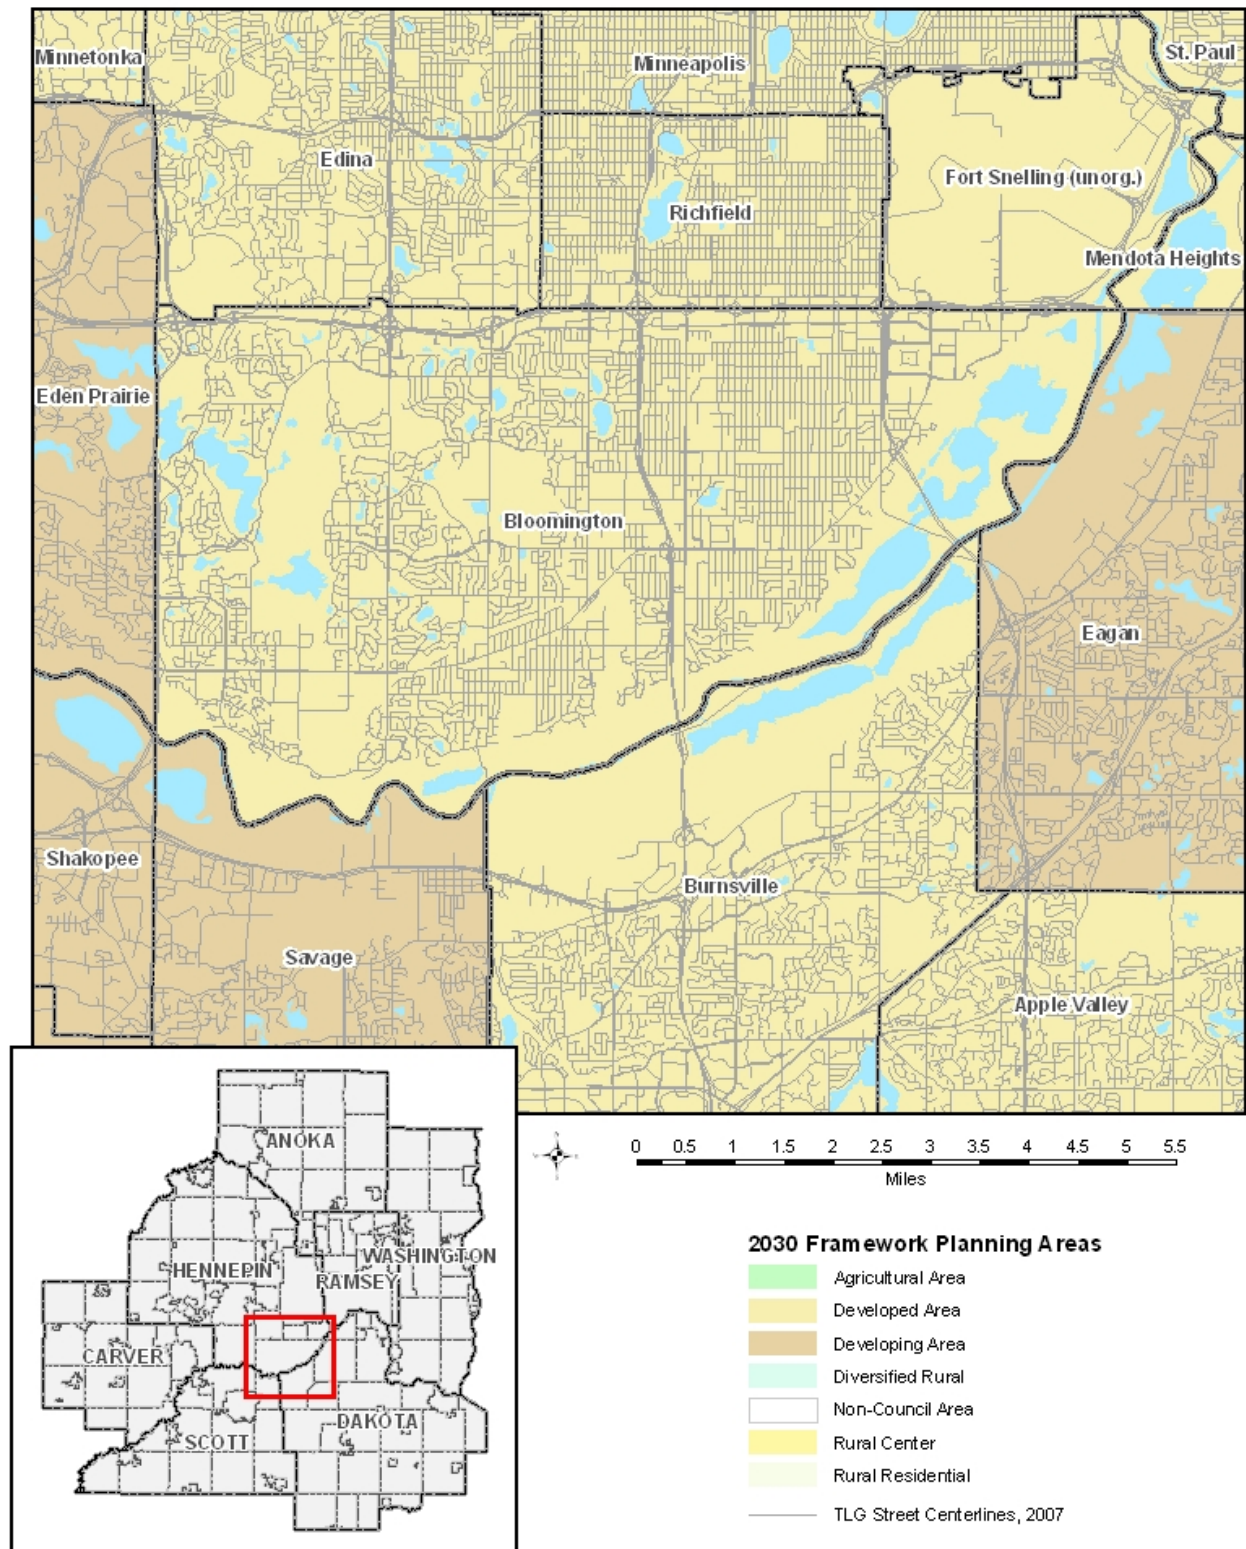 Minnetonka
Minneapolis
St. Paul
Edina
Fort Snelling (unorg.)
Richfield
Mendota Heights
Eden Prairie
Bloomington
Eagan
Shakopee
Burnsville
Savage
Apple Valley
ANOKA
WASHINGTON
HENNEPIN
RAMSEY
CARVER
DAKOTA
SCOTT
0 0.5 1 1.5 2 2.5 3 3.5 4 4.5 5 5.5
Miles
2030 Framework Planning Areas
Agricultural Area
Developed Area
Developing Area
Diversified Rural
Non-Council Area
Rural Center
Rural Residential
TLG Street Centerlines, 2007